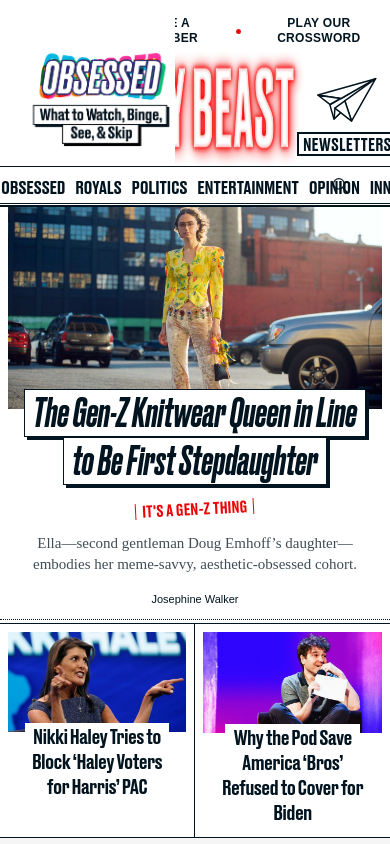 E A
BER
PLAY OUR
CROSSWORD
OBSESSED
What to Watch, Binge,
See, & Skip
Y BEAST
NEWSLETTERS
OBSESSED ROYALS POLITICS ENTERTAINMENT OPINION INN
The Gen-Z Knitwear Queen in Line
to Be First Stepdaughter
IT'S A GEN-Z THING
Ella—second gentleman Doug Emhoff’s daughter—
embodies her meme-savvy, aesthetic-obsessed cohort.
Josephine Walker
Nikki Haley Tries to
Block ‘Haley Voters
for Harris’ PAC
Why the Pod Save
America ‘Bros’
Refused to Cover for
Biden